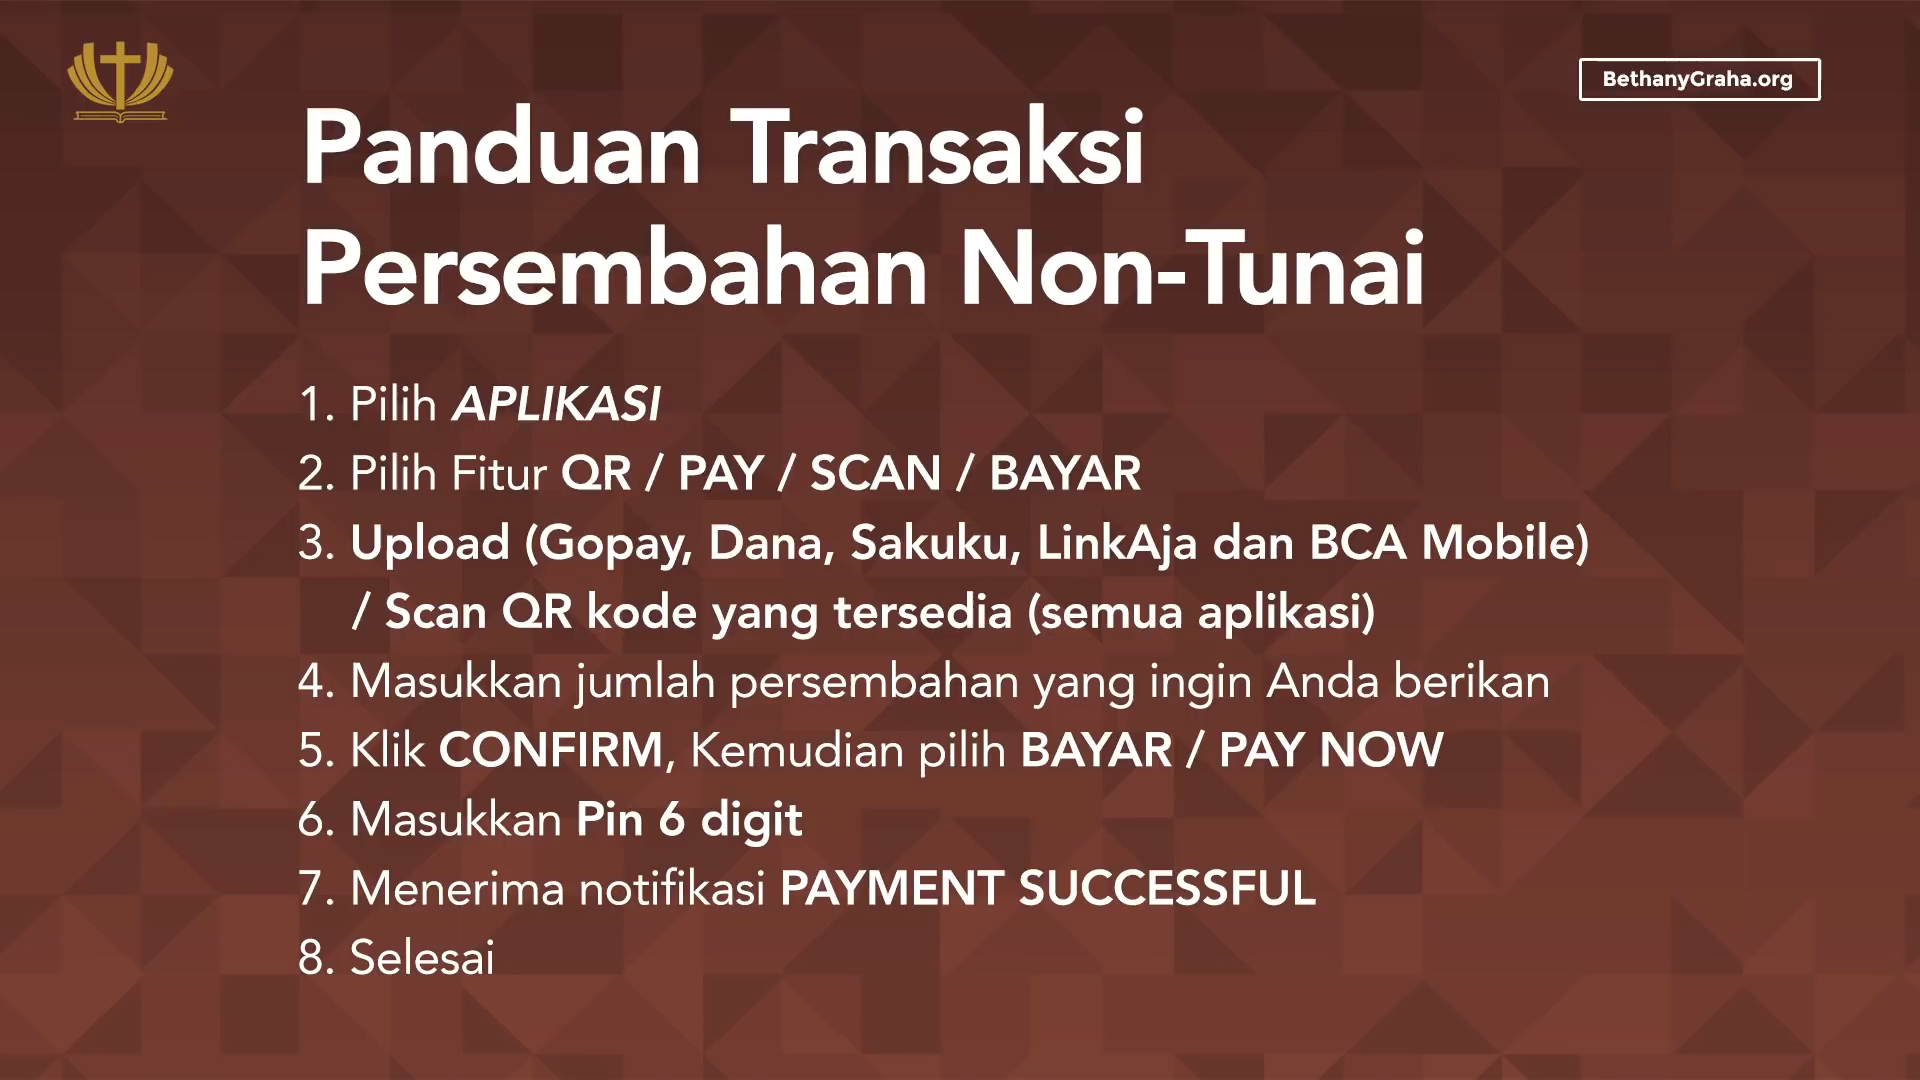 BethanyGraha.org
Panduan Transaksi
Persembahan Non-Tunai
1. Pilih APLIKASI
2. Pilih Fitur QR / PAY / SCAN / BAYAR
3. Upload (Gopay, Dana, Sakuku, LinkAja dan BCA Mobile)
/ Scan QR kode yang tersedia (semua aplikasi)
4. Masukkan jumlah persembahan yang ingin Anda berikan
5. Klik CONFIRM, Kemudian pilih BAYAR / PAY NOW
6. Masukkan Pin 6 digit
7. Menerima notifikasi PAYMENT SUCCESSFUL
8. Selesai